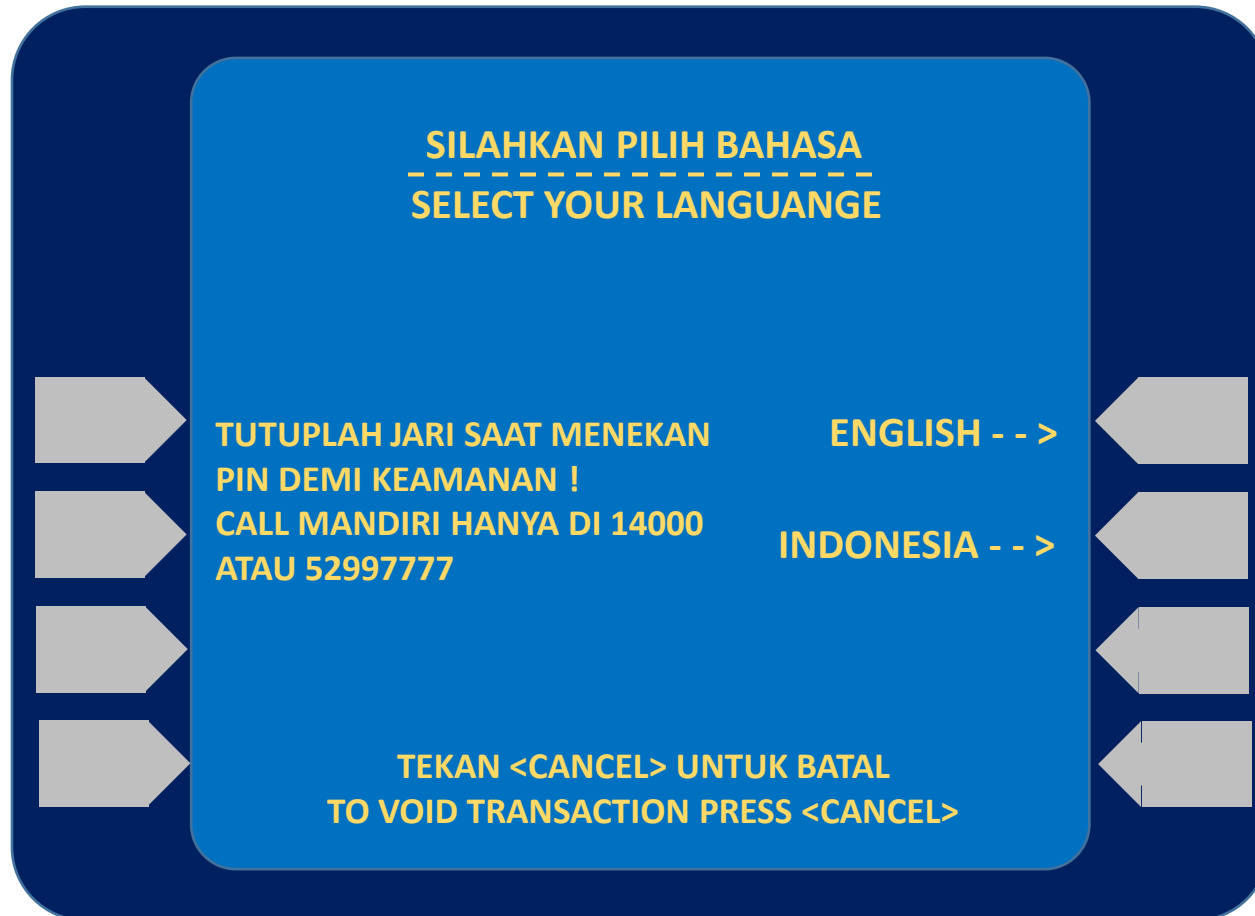 SILAHKAN PILIH BAHASA
SELECT YOUR LANGUANGE
TUTUPLAH JARI SAAT MENEKAN
PIN DEMI KEAMANAN !
CALL MANDIRI HANYA DI 14000
ATAU 52997777
ENGLISH - - >
INDONESIA - - >
TEKAN <CANCEL> UNTUK BATAL
TO VOID TRANSACTION PRESS <CANCEL>